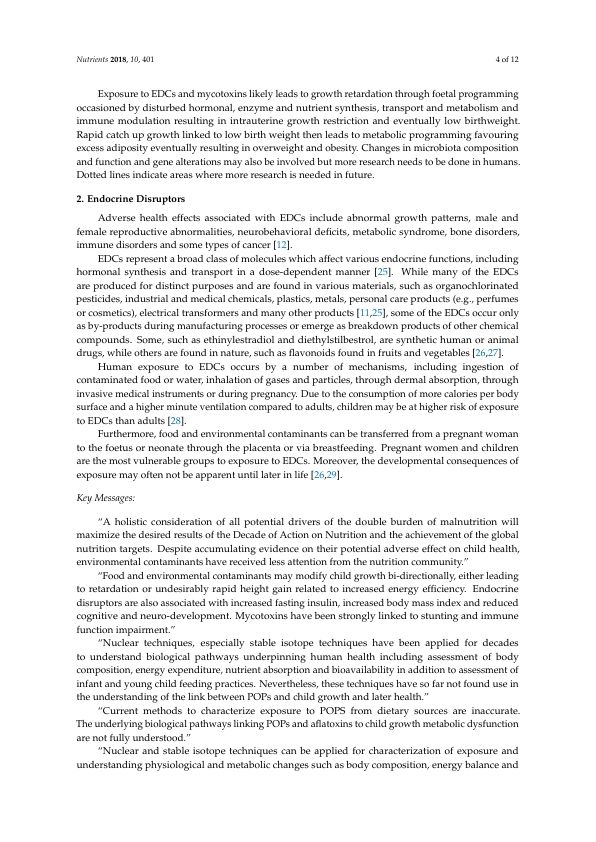 Nutrients 2018, 10, 401
4 of 12
Exposure to EDCs and mycotoxins likely leads to growth retardation through foetal programming
occasioned by disturbed hormonal, enzyme and nutrient synthesis, transport and metabolism and
immune modulation resulting in intrauterine growth restriction and eventually low birthweight.
Rapid catch up growth linked to low birth weight then leads to metabolic programming favouring
excess adiposity eventually resulting in overweight and obesity. Changes in microbiota composition
and function and gene alterations may also be involved but more research needs to be done in humans.
Dotted lines indicate areas where more research is needed in future.
2. Endocrine Disruptors
Adverse health effects associated with EDCs include abnormal growth patterns, male and
female reproductive abnormalities, neurobehavioral deficits, metabolic syndrome, bone disorders,
immune disorders and some types of cancer [12].
EDCs represent a broad class of molecules which affect various endocrine functions, including
hormonal synthesis and transport in a dose-dependent manner [25]. While many of the EDCs
are produced for distinct purposes and are found in various materials, such as organochlorinated
pesticides, industrial and medical chemicals, plastics, metals, personal care products (e.g., perfumes
or cosmetics), electrical transformers and many other products [11,25], some of the EDCs occur only
as by-products during manufacturing processes or emerge as breakdown products of other chemical
compounds. Some, such as ethinylestradiol and diethylstilbestrol, are synthetic human or animal
drugs, while others are found in nature, such as flavonoids found in fruits and vegetables [26,27].
Human exposure to EDCs occurs by a number of mechanisms, including ingestion of
contaminated food or water, inhalation of gases and particles, through dermal absorption, through
invasive medical instruments or during pregnancy. Due to the consumption of more calories per body
surface and a higher minute ventilation compared to adults, children may be at higher risk of exposure
to EDCs than adults [28].
Furthermore, food and environmental contaminants can be transferred from a pregnant woman
to the foetus or neonate through the placenta or via breastfeeding. Pregnant women and children
are the most vulnerable groups to exposure to EDCs. Moreover, the developmental consequences of
exposure may often not be apparent until later in life [26,29].
Key Messages:
“A holistic consideration of all potential drivers of the double burden of malnutrition will
maximize the desired results of the Decade of Action on Nutrition and the achievement of the global
nutrition targets. Despite accumulating evidence on their potential adverse effect on child health,
environmental contaminants have received less attention from the nutrition community.”
“Food and environmental contaminants may modify child growth bi-directionally, either leading
to retardation or undesirably rapid height gain related to increased energy efficiency. Endocrine
disruptors are also associated with increased fasting insulin, increased body mass index and reduced
cognitive and neuro-development. Mycotoxins have been strongly linked to stunting and immune
function impairment.”
“Nuclear techniques, especially stable isotope techniques have been applied for decades
to understand biological pathways underpinning human health including assessment of body
composition, energy expenditure, nutrient absorption and bioavailability in addition to assessment of
infant and young child feeding practices. Nevertheless, these techniques have so far not found use in
the understanding of the link between POPs and child growth and later health.”
“Current methods to characterize exposure to POPS from dietary sources are inaccurate.
The underlying biological pathways linking POPs and aflatoxins to child growth metabolic dysfunction
are not fully understood.”
“Nuclear and stable isotope techniques can be applied for characterization of exposure and
understanding physiological and metabolic changes such as body composition, energy balance and